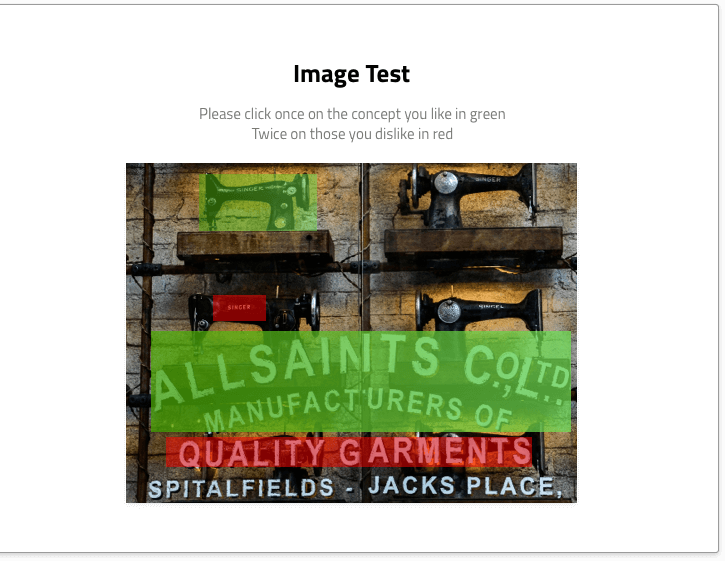 Image Test
Please click once on the concept you like in green
Twice on those you dislike in red
SINGER
SINGER
SINGER
SINGER
ALLSAINTS CO., LTD..
MANUFACTURERS OF
QUALITY GARMENTS
SPITALFIELDS - JACKS PLACE,